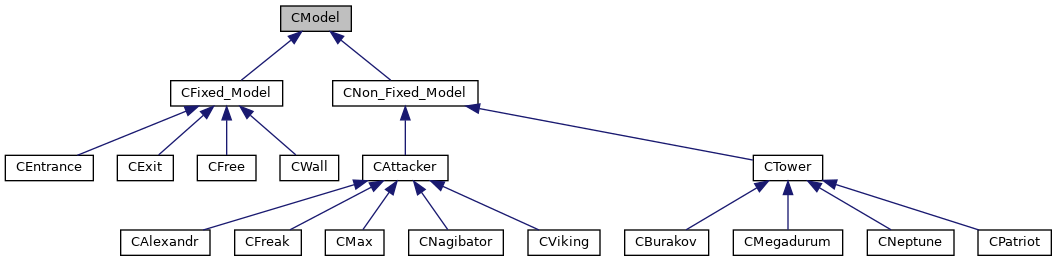 CModel
CFixed_Model
CNon_Fixed_Model
CEntrance
CExit
CFree
CWall
CAttacker
CTower
CAlexandr
CFreak
CMax
CNagibator
CViking
CBurakov
CMegadurum
CNeptune
CPatriot